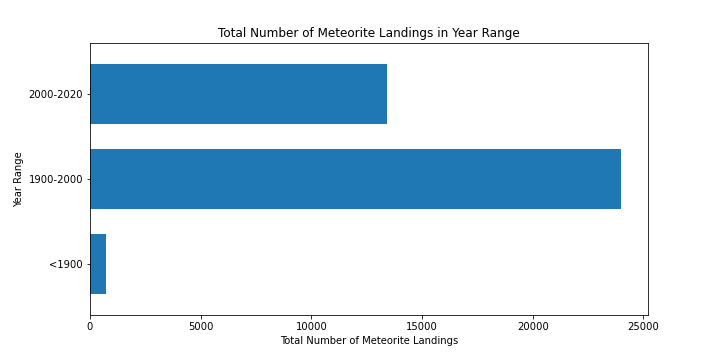 Total Number of Meteorite Landings in Year Range
2000-2020
1900-2000
<1900
Year Range
0 5000 10000 15000 20000 25000
Total Number of Meteorite Landings